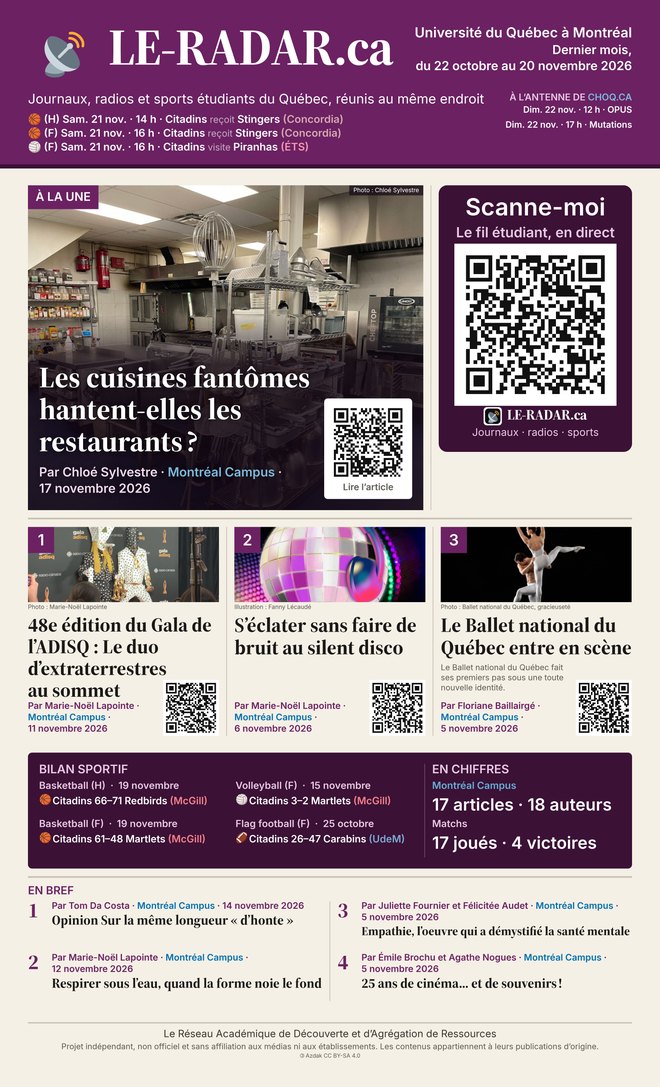 LE-RADAR.ca
Université du Québec à Montréal
Dernier mois,
du 22 octobre au 20 novembre 2026
Journaux, radios et sports étudiants du Québec, réunis au même endroit
(H) Sam. 21 nov. · 14 h · Citadins reçoit Stingers (Concordia)
(F) Sam. 21 nov. · 16 h · Citadins reçoit Stingers (Concordia)
(F) Sam. 21 nov. · 16 h · Citadins visite Piranhas (ÉTS)
À L'ANTENNE DE CHOQ.CA
Dim. 22 nov. · 12 h · OPUS
Dim. 22 nov. · 17 h · Mutations
À LA UNE
Photo : Chloé Sylvestre
Les cuisines fantômes
hantent-elles les
restaurants ?
Par Chloé Sylvestre · Montréal Campus ·
17 novembre 2026
Lire l'article
Scanne-moi
Le fil étudiant, en direct
LE-RADAR.ca
Journaux · radios · sports
1
Photo : Marie-Noël Lapointe
48e édition du Gala de
l'ADISQ : Le duo
d'extraterrestres
au sommet
Par Marie-Noël Lapointe ·
Montréal Campus ·
11 novembre 2026
2
Illustration : Fanny Lécaudé
S'éclater sans faire de
bruit au silent disco
Par Marie-Noël Lapointe ·
Montréal Campus ·
6 novembre 2026
3
Photo : Ballet national du Québec, gracieuseté
Le Ballet national du
Québec entre en scène
Le Ballet national du Québec fait
ses premiers pas sous une toute
nouvelle identité.
Par Floriane Baillairgé ·
Montréal Campus ·
5 novembre 2026
BILAN SPORTIF
Basketball (H) · 19 novembre
Citadins 66–71 Redbirds (McGill)
Volleyball (F) · 15 novembre
Citadins 3–2 Martlets (McGill)
Basketball (F) · 19 novembre
Citadins 61–48 Martlets (McGill)
Flag football (F) · 25 octobre
Citadins 26–47 Carabins (UdeM)
EN CHIFFRES
Montréal Campus
17 articles · 18 auteurs
Matchs
17 joués · 4 victoires
EN BREF
1
Par Tom Da Costa · Montréal Campus · 14 novembre 2026
Opinion Sur la même longueur « d'honte »
2
Par Marie-Noël Lapointe · Montréal Campus ·
12 novembre 2026
Respirer sous l'eau, quand la forme noie le fond
3
Par Juliette Fournier et Félicitée Audet · Montréal Campus ·
5 novembre 2026
Empathie, l'oeuvre qui a démystifié la santé mentale
4
Par Émile Brochu et Agathe Nogues · Montréal Campus ·
5 novembre 2026
25 ans de cinéma… et de souvenirs !
Le Réseau Académique de Découverte et d'Agrégation de Ressources
Projet indépendant, non officiel et sans affiliation aux médias ni aux établissements. Les contenus appartiennent à leurs publications d'origine.
Azdak CC BY-SA 4.0